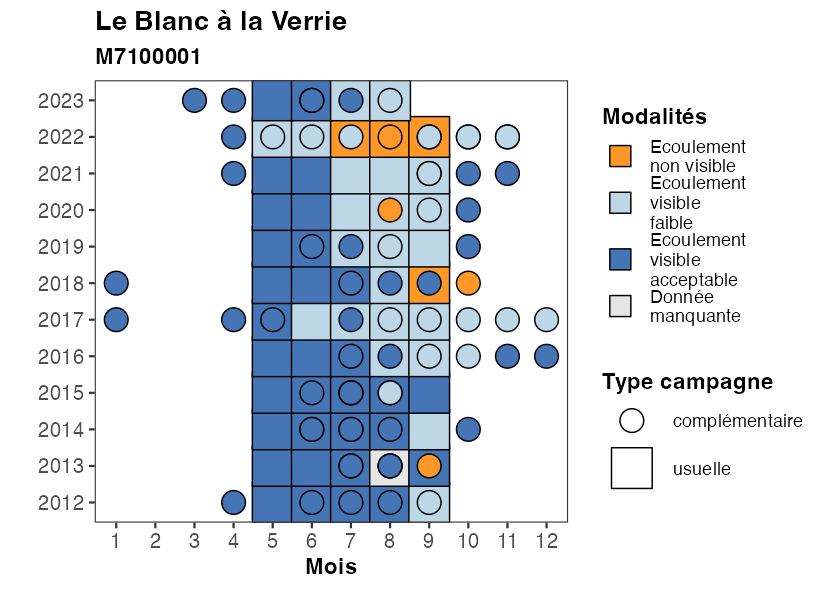 Le Blanc à la Verrie
M7100001
2023
2022
2021
2020
2019
2018
2017
2016
2015
2014
2013
2012
1 2 3 4 5 6 7 8 9 10 11 12
Mois
Modalités
Ecoulement
non visible
Ecoulement
visible
faible
Ecoulement
visible
acceptable
Donnée
manquante
Type campagne
complémentaire
usuelle